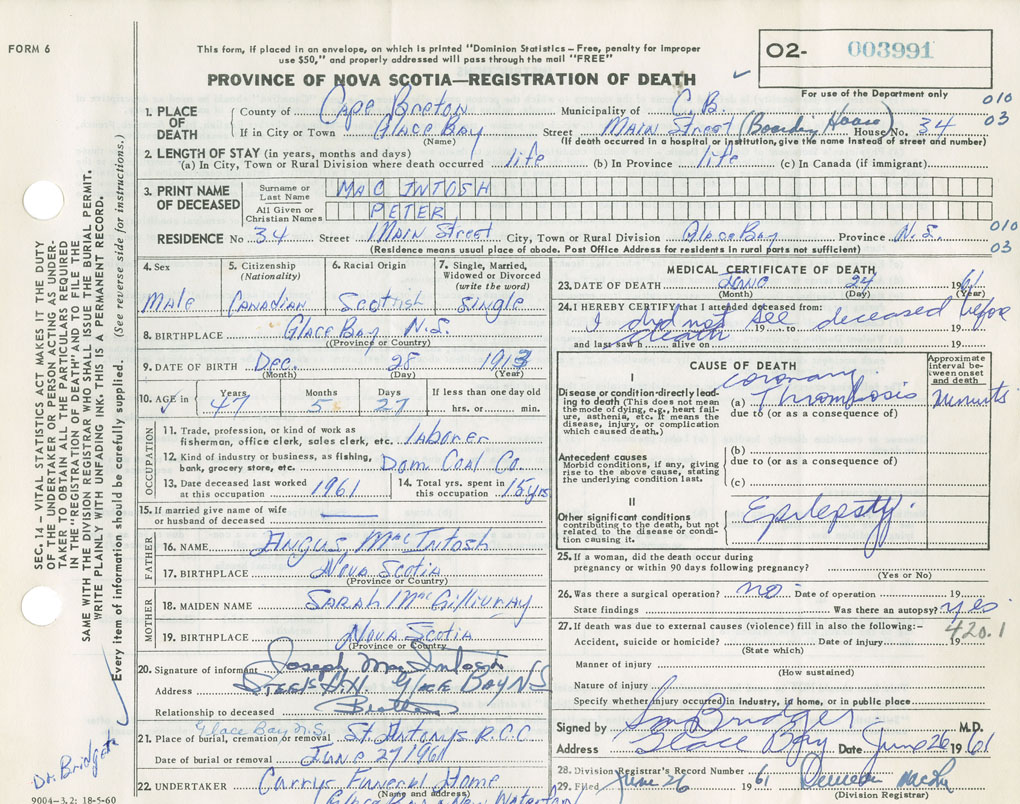 FORM 6
This form, if placed in an envelope, on which is printed "Dominion Statistics – Free, penalty for improper
use $50," and properly addressed will pass through the mail "FREE"
PROVINCE OF NOVA SCOTIA—REGISTRATION OF DEATH
O2- 003991
For use of the Department only
010
03
1. PLACE OF DEATH
County of Cape Breton Municipality of C.B.
If in City or Town Glace Bay Street Main Street (Boarding House) House No. 34
(Name) (If death occurred in a hospital or institution, give the name instead of street and number)
2. LENGTH OF STAY (in years, months and days)
(a) In City, Town or Rural Division where death occurred life (b) In Province life (c) In Canada (if immigrant)
3. PRINT NAME OF DECEASED
Surname or Last Name MAC INTOSH
All Given or Christian Names PETER
RESIDENCE No 34 Street Main Street City, Town or Rural Division Glace Bay Province N.S.
(Residence means usual place of abode. Post Office Address for residents in rural parts not sufficient)
010
03
4. Sex Male
5. Citizenship (Nationality) Canadian
6. Racial Origin Scottish
7. Single, Married, Widowed or Divorced (write the word) Single
8. BIRTHPLACE Glace Bay N.S.
(Province or Country)
9. DATE OF BIRTH Dec. 28 1913
(Month) (Day) (Year)
10. AGE in Years 47 Months 5 Days 27 If less than one day old hrs. or min.
OCCUPATION
11. Trade, profession, or kind of work as
fisherman, office clerk, sales clerk, etc. laborer
12. Kind of industry or business, as fishing,
bank, grocery store, etc. Dom Coal Co.
13. Date deceased last worked at this occupation 1961
14. Total yrs. spent in this occupation 15 yrs
15. If married give name of wife
or husband of deceased
FATHER
16. NAME Angus MacIntosh
17. BIRTHPLACE Nova Scotia
(Province or Country)
MOTHER
18. MAIDEN NAME Sarah MacGillivray
19. BIRTHPLACE Nova Scotia
(Province or Country)
20. Signature of informant Joseph MacIntosh
Address Steels Hill Glace Bay NS
Relationship to deceased Brother
Glace Bay N.S.
21. Place of burial, cremation or removal St. Antonys R.C.C
Date of burial or removal June 27 1961
22. UNDERTAKER Currys Funeral Home
(Name and address)
Glace Bay & New Waterford
MEDICAL CERTIFICATE OF DEATH
23. DATE OF DEATH June 24 1961
(Month) (Day) (Year)
24. I HEREBY CERTIFY that I attended deceased from:
I did not see deceased before
19 to 19
death
and last saw h alive on 19
CAUSE OF DEATH
Approximate interval between onset and death
I
Disease or condition directly leading to death (This does not mean the mode of dying, e.g., heart failure, asthenia, etc. It means the disease, injury, or complication which caused death.)
(a) Coronary Thrombosis Minuts
due to (or as a consequence of)
Antecedent causes
Morbid conditions, if any, giving rise to the above cause, stating the underlying condition last.
(b)
due to (or as a consequence of)
(c)
II
Other significant conditions
contributing to the death, but not related to the disease or condition causing it.
Epilepsy.
25. If a woman, did the death occur during
pregnancy or within 90 days following pregnancy?
(Yes or No)
26. Was there a surgical operation? no. Date of operation 19
State findings Was there an autopsy? yes.
27. If death was due to external causes (violence) fill in also the following:–
420.1
Accident, suicide or homicide? Date of injury 19
(State which)
Manner of injury
(How sustained)
Nature of injury
Specify whether injury occurred in Industry, in home, or in public place
Signed by Bridger M.D.
Address Glace Bay Date June 26 1961
28. Division Registrar's Record Number
29. Filed June 26 1961
(Division Registrar)
SEC. 14 – VITAL STATISTICS ACT MAKES IT THE DUTY
OF THE UNDERTAKER OR PERSON ACTING AS UNDER-
TAKER TO OBTAIN ALL THE PARTICULARS REQUIRED
IN THE "REGISTRATION OF DEATH" AND TO FILE THE
SAME WITH THE DIVISION REGISTRAR WHO SHALL ISSUE THE BURIAL PERMIT.
WRITE PLAINLY WITH UNFADING INK. THIS IS A PERMANENT RECORD.
Every item of information should be carefully supplied. (See reverse side for instructions.)
Dr. Bridget
9004–3.2: 18-5-60